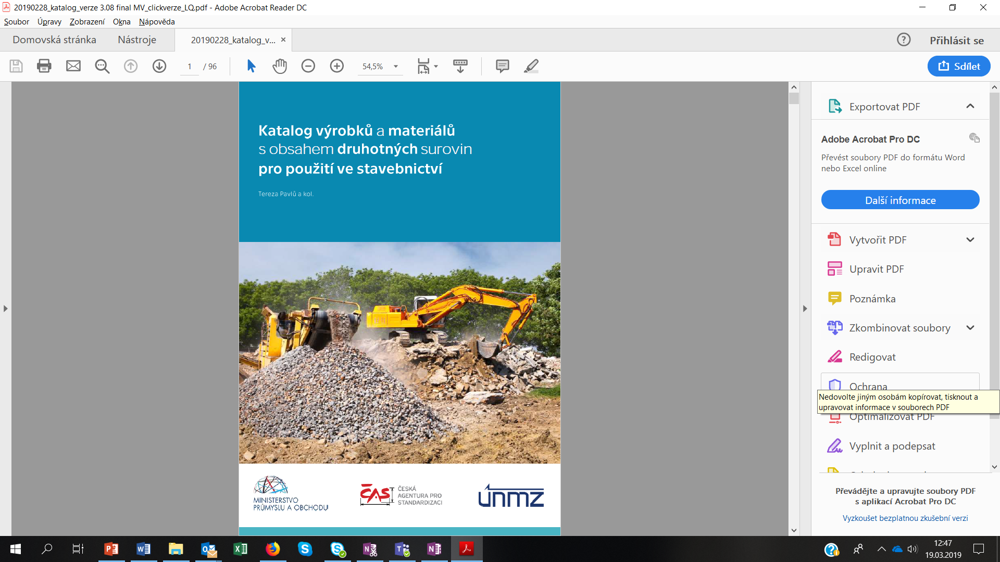 20190228_katalog_verze 3.08 final MV_clickverze_LQ.pdf - Adobe Acrobat Reader DC
Soubor Úpravy Zobrazení Okna Nápověda
Domovská stránka Nástroje 20190228_katalog_v... × Přihlásit se
1 / 96 54,5% Sdílet
Katalog výrobků a materiálů
s obsahem druhotných surovin
pro použití ve stavebnictví
Tereza Pavlů a kol.
MINISTERSTVO
PRŮMYSLU A OBCHODU
ČAS
ČESKÁ
AGENTURA PRO
STANDARDIZACI
únmz
Exportovat PDF
Adobe Acrobat Pro DC
Převést soubory PDF do formátu Word
nebo Excel online
Další informace
Vytvořit PDF
Upravit PDF
Poznámka
Zkombinovat soubory
Redigovat
Ochrana
Nedovolte jiným osobám kopírovat, tisknout a
upravovat informace v souborech PDF
Optimalizovat PDF
Vyplnit a podepsat
Převádějte a upravujte soubory PDF
s aplikací Acrobat Pro DC
Vyzkoušet bezplatnou zkušební verzi
12:47
19.03.2019